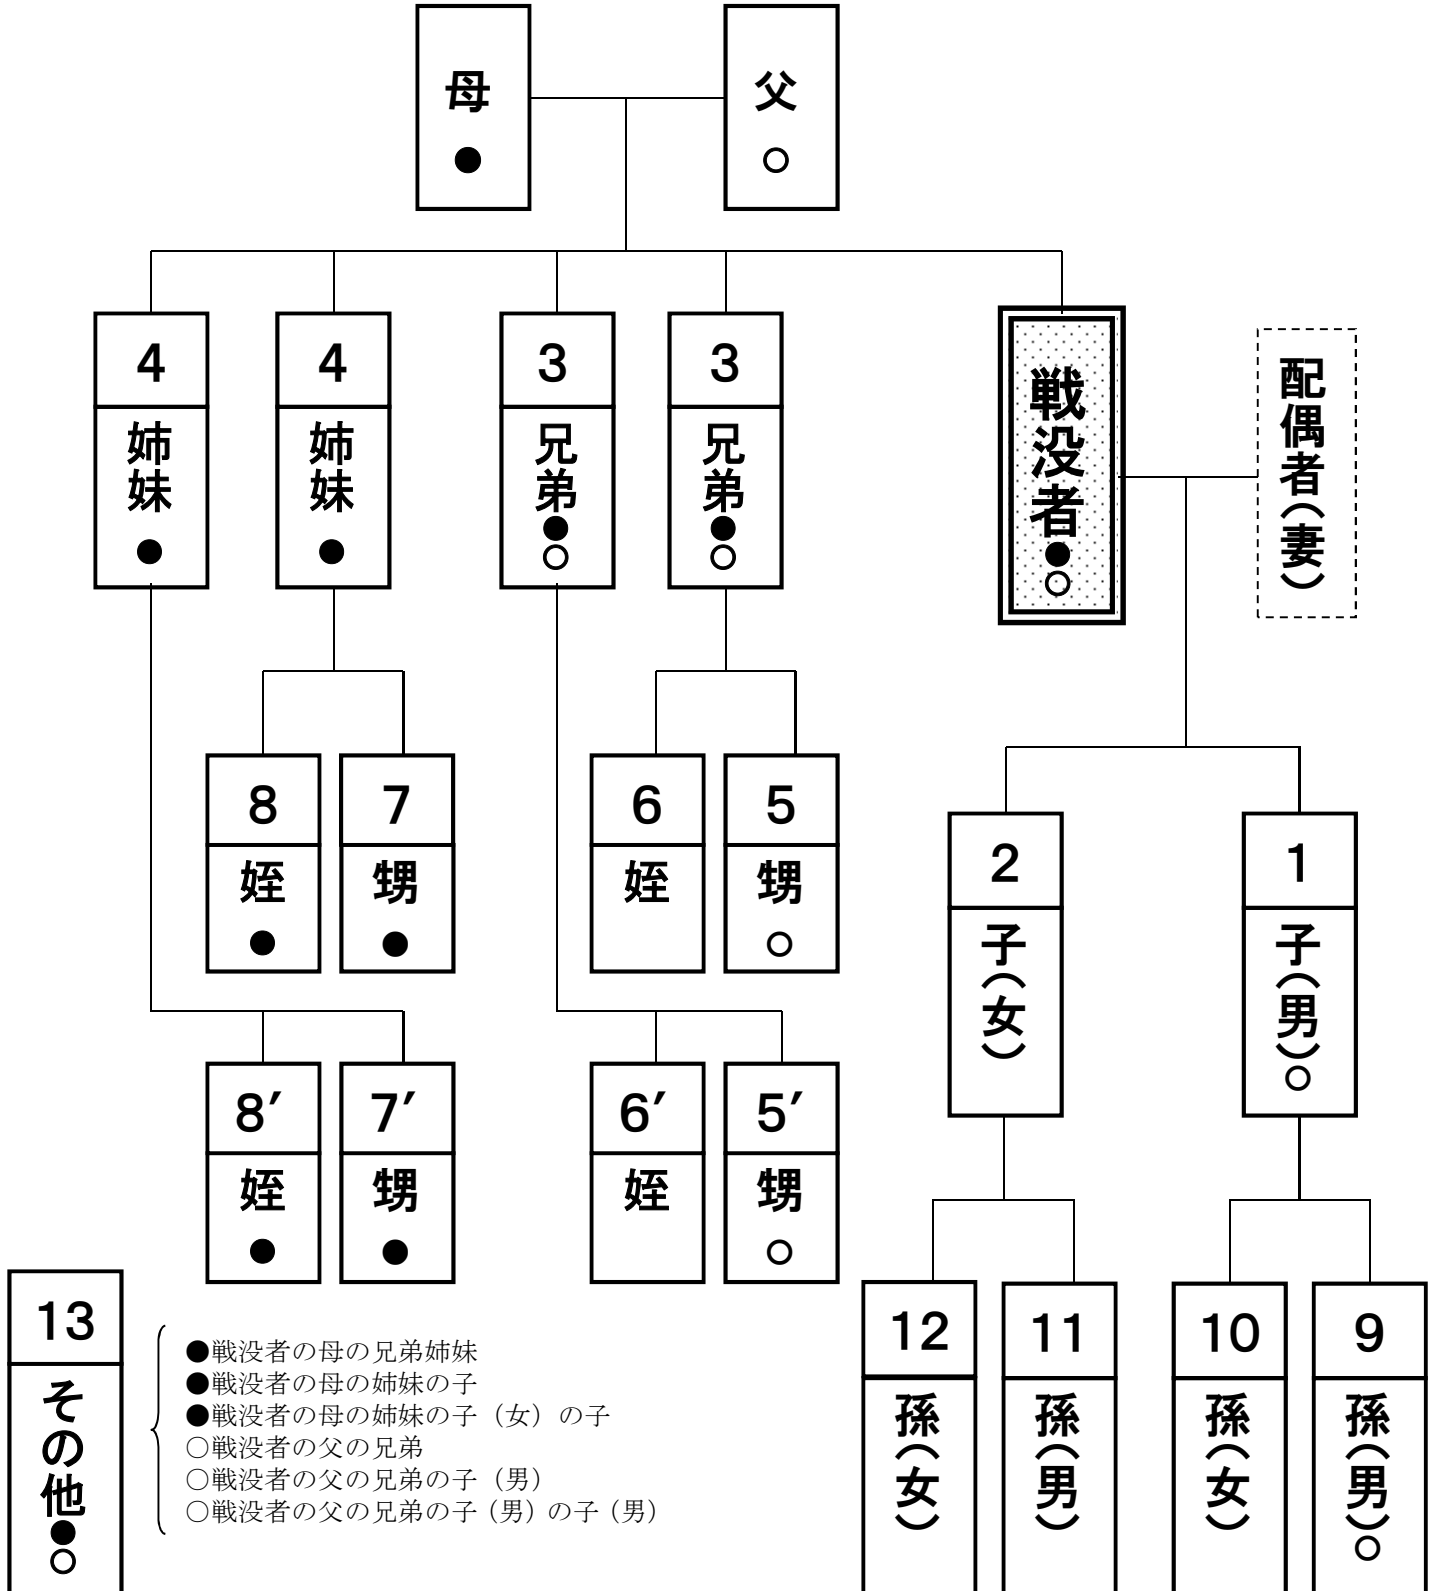 母●
父○
4
姉妹●
4
姉妹●
3
兄弟●○
3
兄弟●○
戦没者●○
配偶者(妻)
8
姪●
7
甥●
6
姪
5
甥○
2
子(女)
1
子(男)○
8′
姪●
7′
甥●
6′
姪
5′
甥○
13
その他●○
●戦没者の母の兄弟姉妹
●戦没者の母の姉妹の子
●戦没者の母の姉妹の子（女）の子
○戦没者の父の兄弟
○戦没者の父の兄弟の子（男）
○戦没者の父の兄弟の子（男）の子（男）
12
孫(女)
11
孫(男)
10
孫(女)
9
孫(男)○